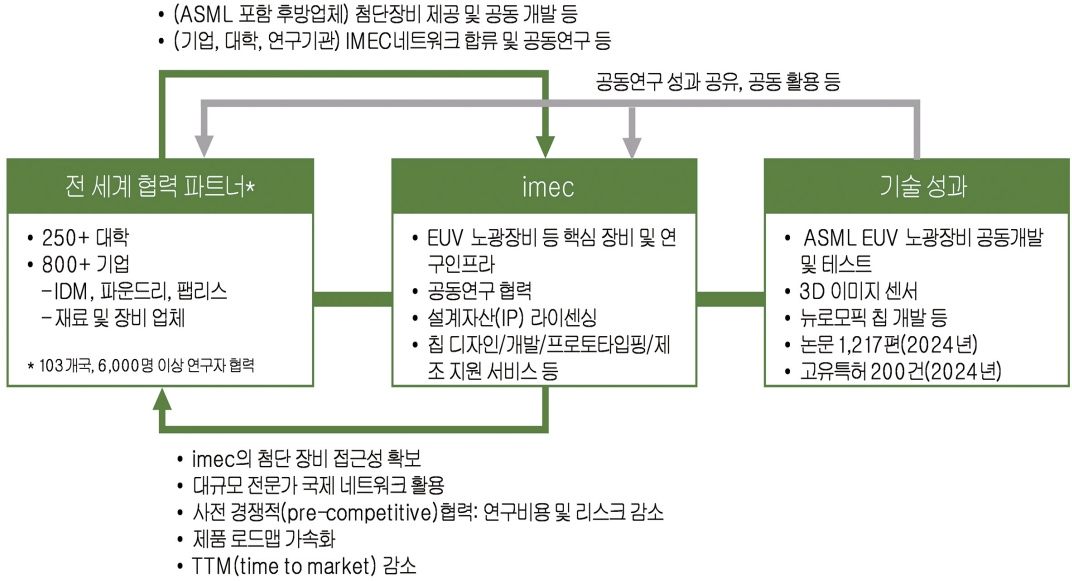 • (ASML 포함 후방업체) 첨단장비 제공 및 공동 개발 등
• (기업, 대학, 연구기관) IMEC네트워크 합류 및 공동연구 등
공동연구 성과 공유, 공동 활용 등
전 세계 협력 파트너*
• 250+ 대학
• 800+ 기업
-IDM, 파운드리, 팹리스
-재료 및 장비 업체
* 103개국, 6,000명 이상 연구자 협력
imec
• EUV 노광장비 등 핵심 장비 및 연
구인프라
• 공동연구 협력
• 설계자산(IP) 라이센싱
• 칩 디자인/개발/프로토타입핑/제
조 지원 서비스 등
기술 성과
• ASML EUV 노광장비 공동개발
및 테스트
• 3D 이미지 센서
• 뉴로모픽 칩 개발 등
• 논문 1,217편(2024년)
• 고유특허 200건(2024년)
• imec의 첨단 장비 접근성 확보
• 대규모 전문가 국제 네트워크 활용
• 사전 경쟁적(pre-competitive)협력: 연구비용 및 리스크 감소
• 제품 로드맵 가속화
• TTM(time to market) 감소